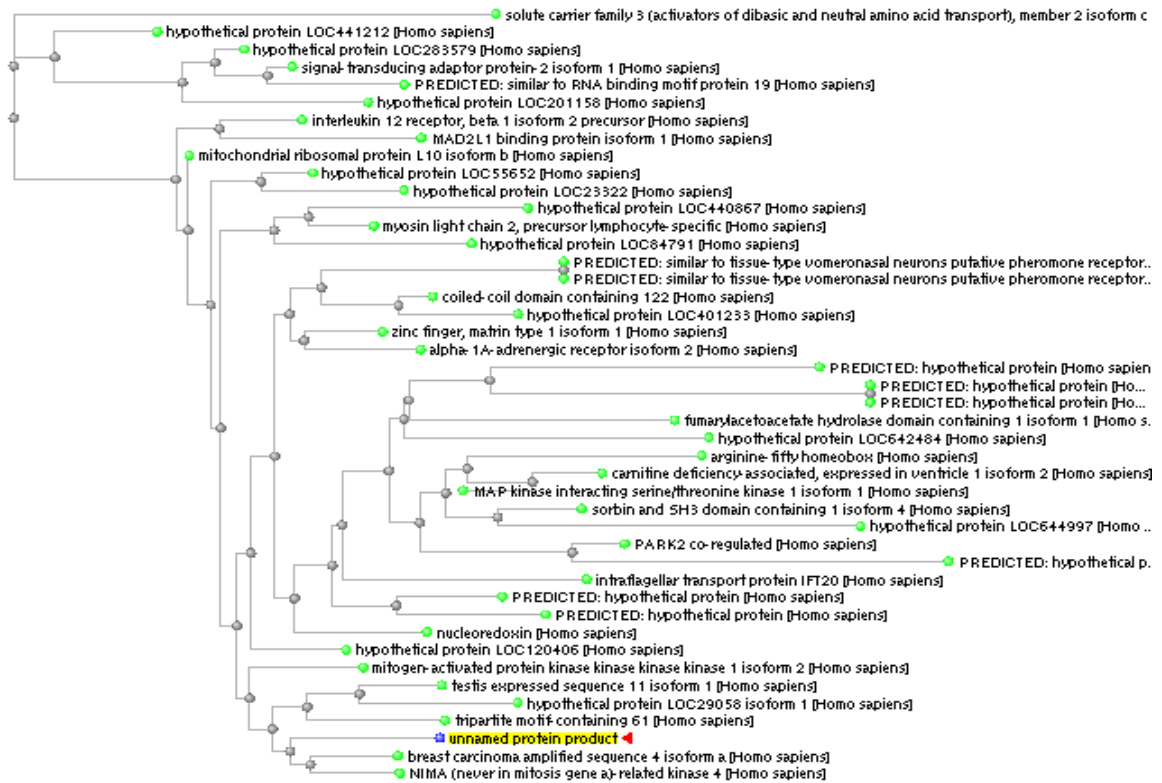 solute carrier family 3 (activators of dibasic and neutral amino acid transport), member 2 isoform c
hypothetical protein LOC441212 [Homo sapiens]
hypothetical protein LOC283579 [Homo sapiens]
signal-transducing adaptor protein-2 isoform 1 [Homo sapiens]
PREDICTED: similar to RNA binding motif protein 19 [Homo sapiens]
hypothetical protein LOC201158 [Homo sapiens]
interleukin 12 receptor, beta 1 isoform 2 precursor [Homo sapiens]
MAD2L1 binding protein isoform 1 [Homo sapiens]
mitochondrial ribosomal protein L10 isoform b [Homo sapiens]
hypothetical protein LOC55652 [Homo sapiens]
hypothetical protein LOC23322 [Homo sapiens]
hypothetical protein LOC440867 [Homo sapiens]
myosin light chain 2, precursor lymphocyte-specific [Homo sapiens]
hypothetical protein LOC84791 [Homo sapiens]
PREDICTED: similar to tissue-type vomeronasal neurons putative pheromone receptor...
PREDICTED: similar to tissue-type vomeronasal neurons putative pheromone receptor...
coiled-coil domain containing 122 [Homo sapiens]
hypothetical protein LOC401233 [Homo sapiens]
zinc finger, matrin type 1 isoform 1 [Homo sapiens]
alpha-1A-adrenergic receptor isoform 2 [Homo sapiens]
PREDICTED: hypothetical protein [Homo sapien
PREDICTED: hypothetical protein [Ho...
PREDICTED: hypothetical protein [Ho...
fumarylacetoacetate hydrolase domain containing 1 isoform 1 [Homo s.
hypothetical protein LOC642484 [Homo sapiens]
arginine-fifty homeobox [Homo sapiens]
carnitine deficiency-associated, expressed in ventricle 1 isoform 2 [Homo sapiens]
MAP kinase interacting serine/threonine kinase 1 isoform 1 [Homo sapiens]
sorbin and SH3 domain containing 1 isoform 4 [Homo sapiens]
hypothetical protein LOC644997 [Homo ..
PARK2 co-regulated [Homo sapiens]
PREDICTED: hypothetical p.
intraflagellar transport protein IFT20 [Homo sapiens]
PREDICTED: hypothetical protein [Homo sapiens]
PREDICTED: hypothetical protein [Homo sapiens]
nucleoredoxin [Homo sapiens]
hypothetical protein LOC120406 [Homo sapiens]
mitogen-activated protein kinase kinase kinase kinase 1 isoform 2 [Homo sapiens]
testis expressed sequence 11 isoform 1 [Homo sapiens]
hypothetical protein LOC29058 isoform 1 [Homo sapiens]
tripartite motif-containing 61 [Homo sapiens]
unnamed protein product
breast carcinoma amplified sequence 4 isoform a [Homo sapiens]
NIMA (never in mitosis gene a)-related kinase 4 [Homo sapiens]